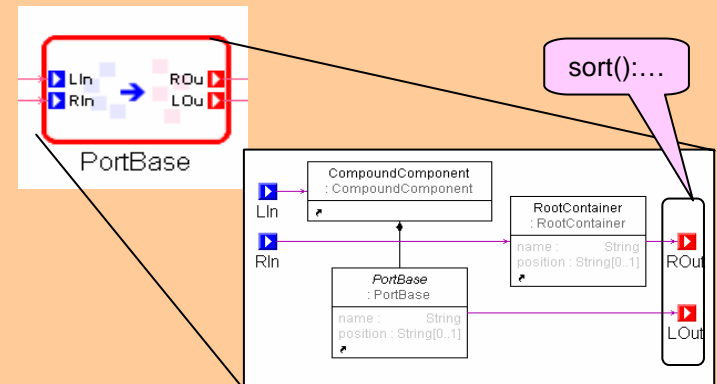 LIn
ROu
RIn
LOu
PortBase
sort():…
CompoundComponent
: CompoundComponent
LIn
RootContainer
: RootContainer
name : String
position : String[0..1]
RIn
ROut
PortBase
: PortBase
name : String
position : String[0..1]
LOut